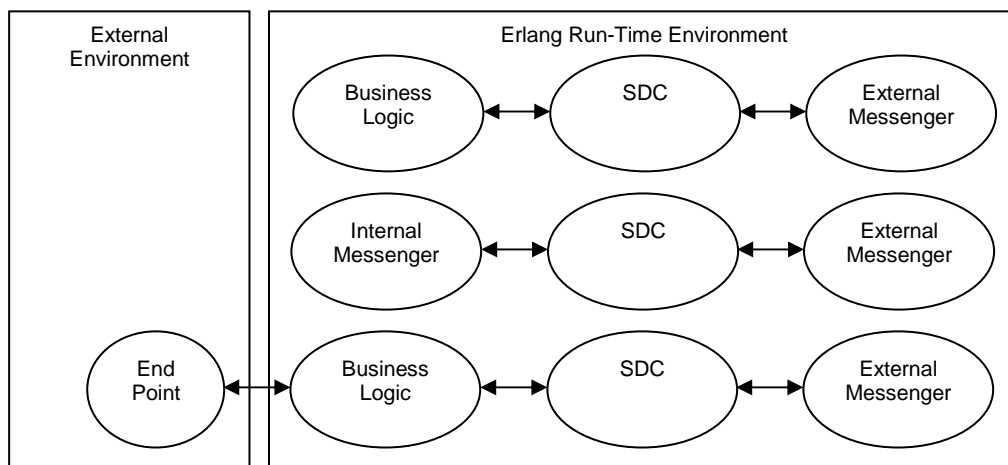 External
Environment
Erlang Run-Time Environment
Business
Logic
SDC
External
Messenger
Internal
Messenger
SDC
External
Messenger
End
Point
Business
Logic
SDC
External
Messenger